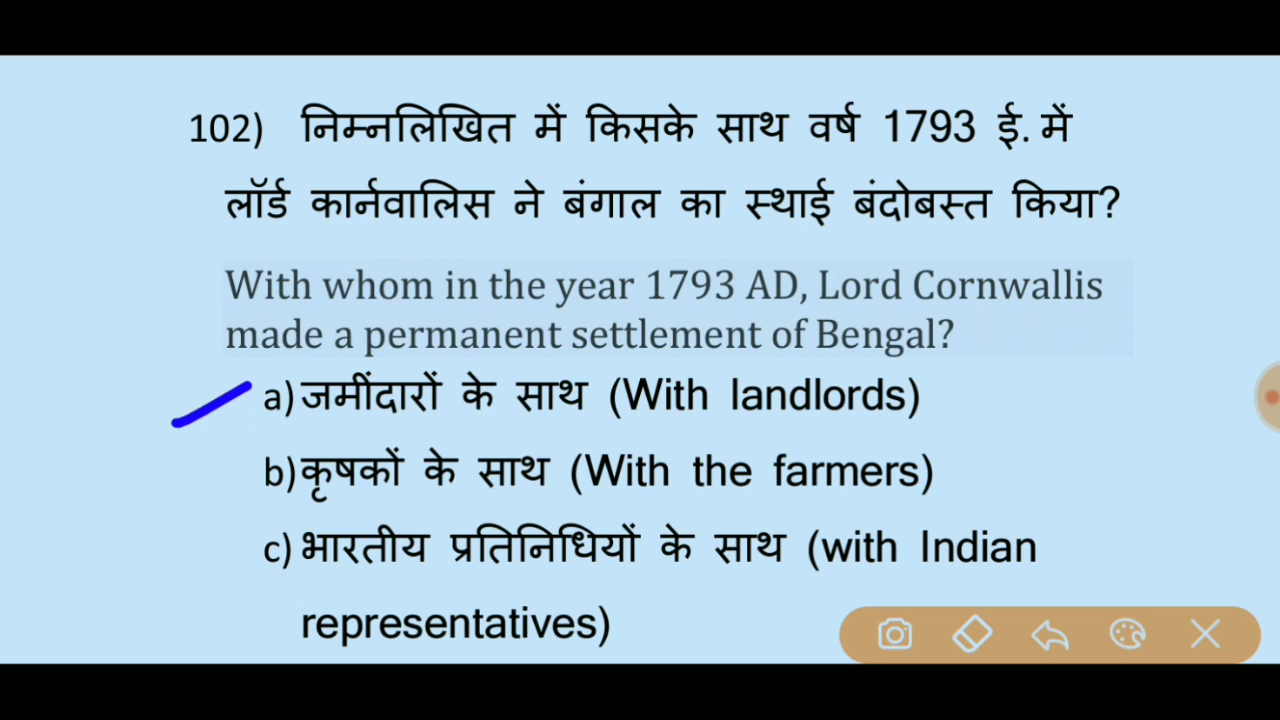 102) निम्नलिखित में किसके साथ वर्ष 1793 ई. में
लॉर्ड कार्नवालिस ने बंगाल का स्थाई बंदोबस्त किया?
With whom in the year 1793 AD, Lord Cornwallis
made a permanent settlement of Bengal?
a) जमींदारों के साथ (With landlords)
b) कृषकों के साथ (With the farmers)
c) भारतीय प्रतिनिधियों के साथ (with Indian
representatives)